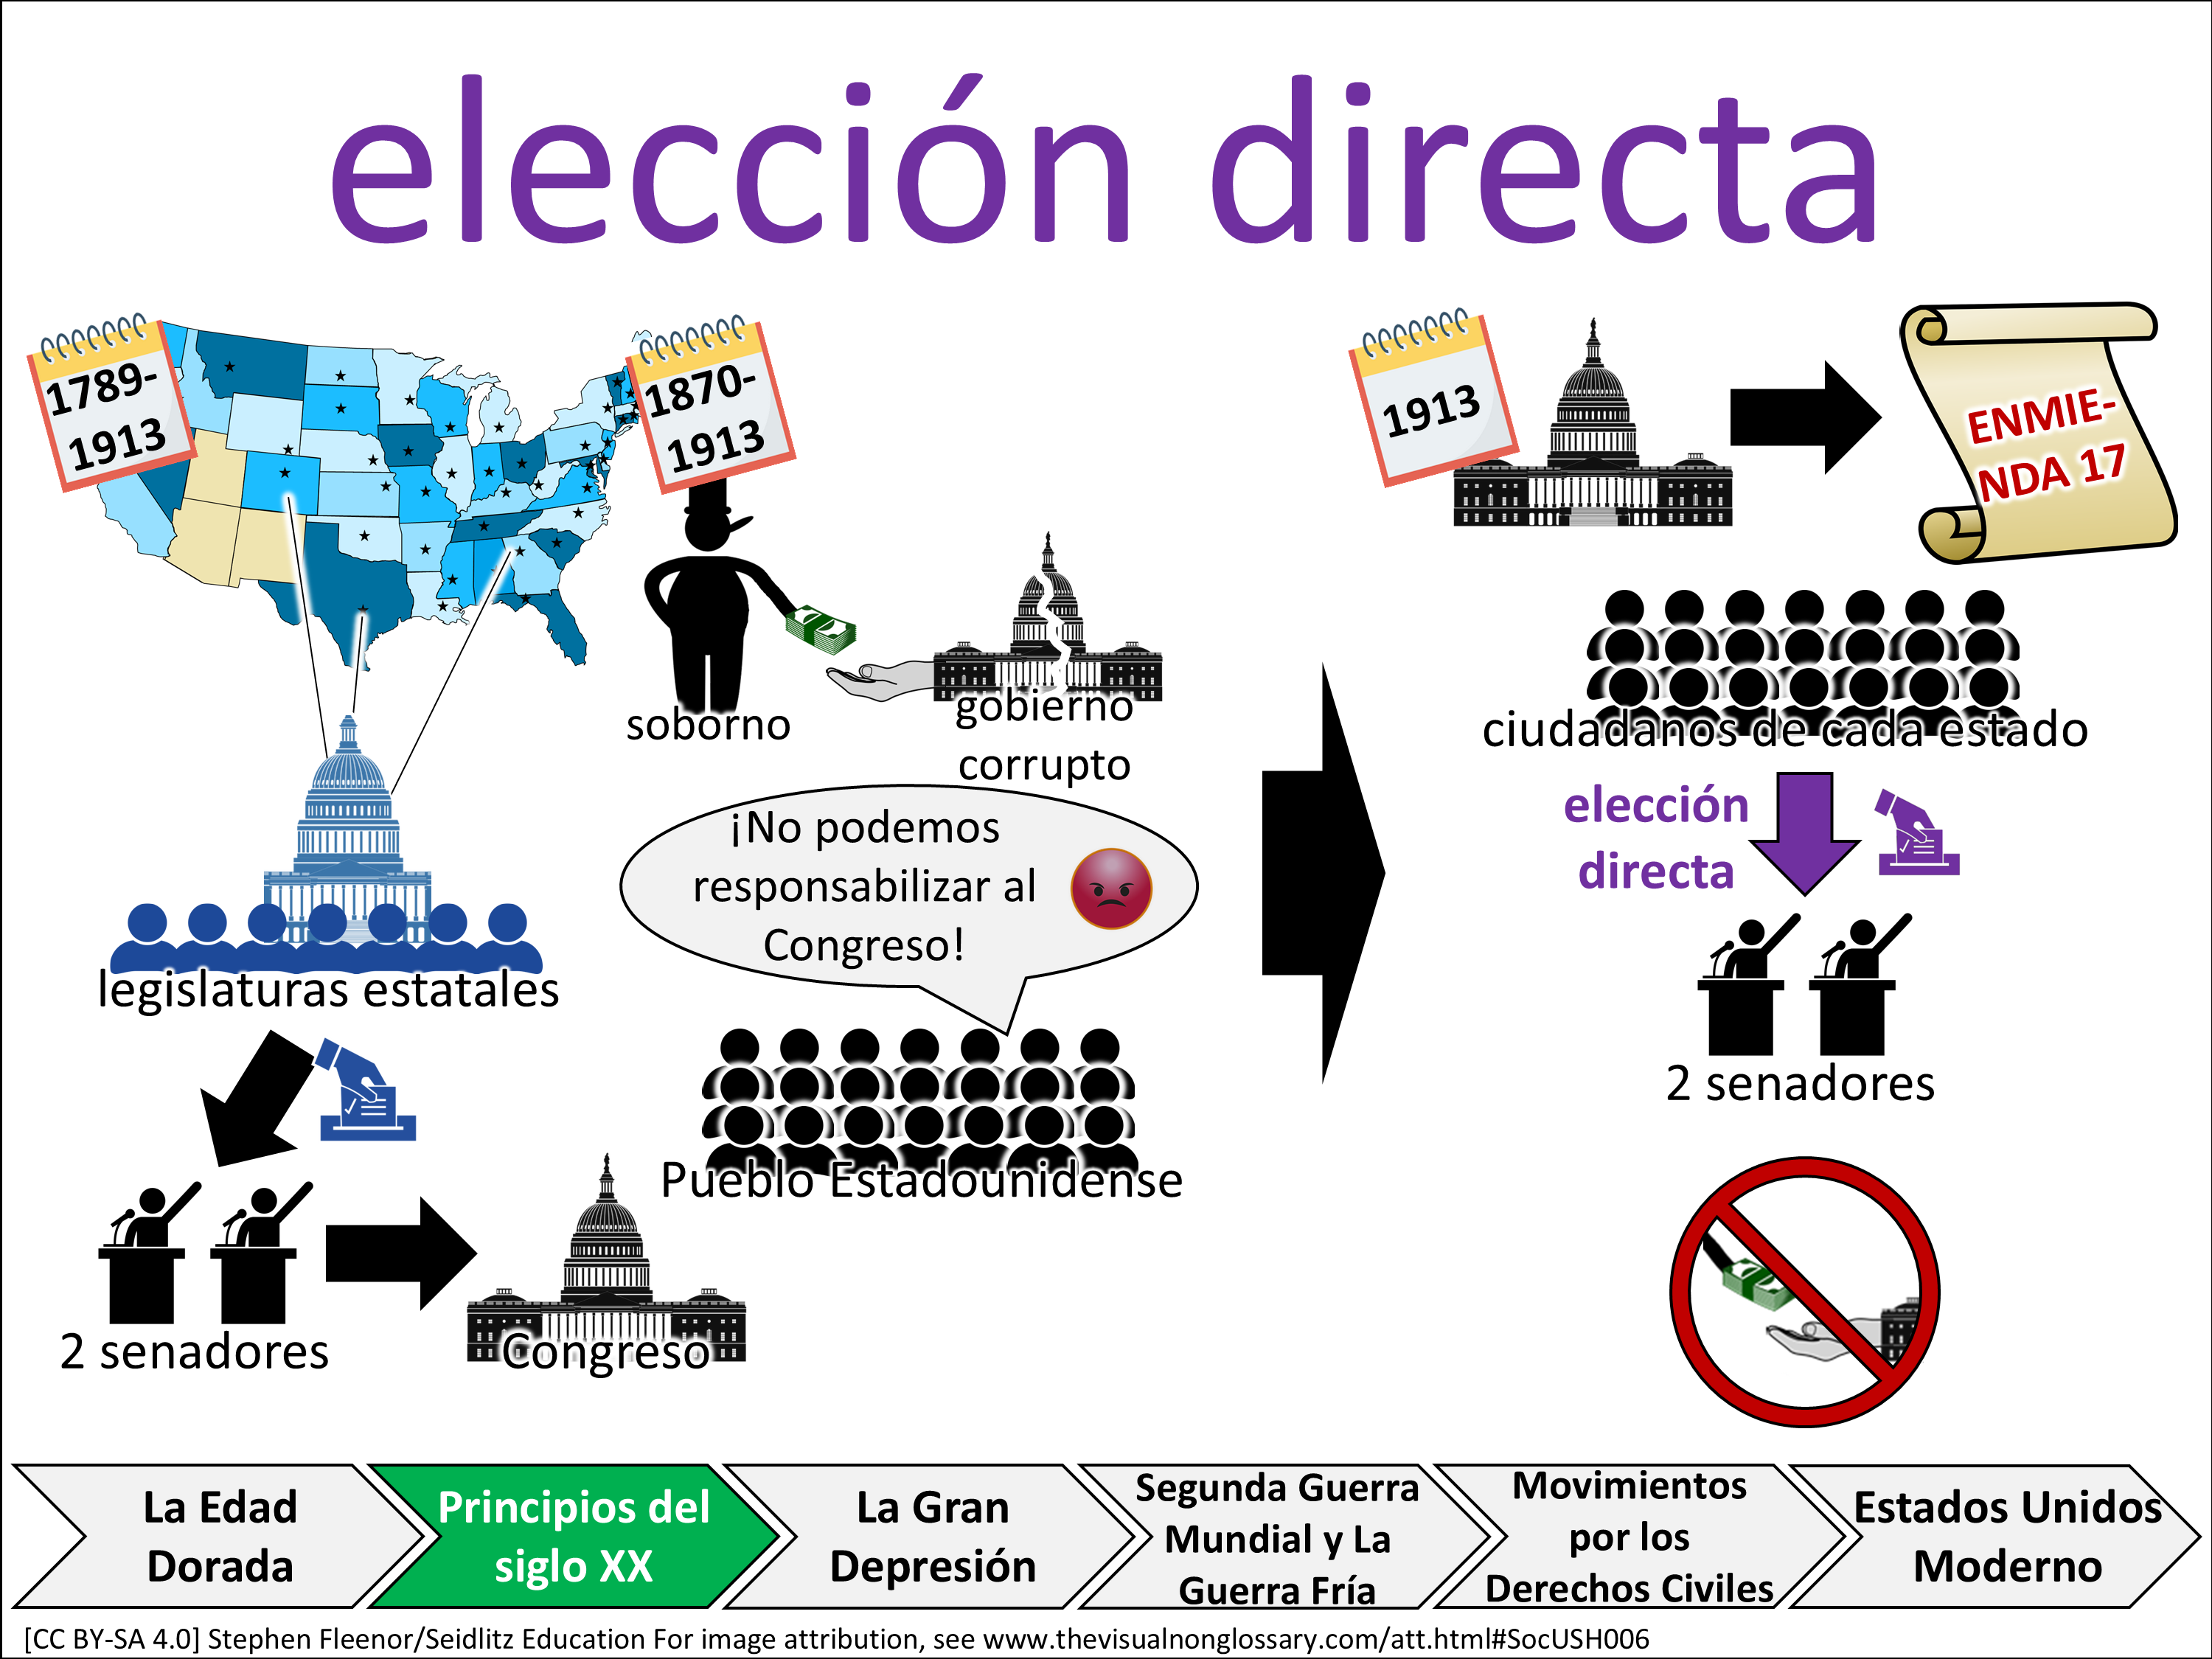 elección directa
1789-
1913
1870-
1913
soborno
gobierno
corrupto
legislaturas estatales
¡No podemos
responsabilizar al
Congreso!
Pueblo Estadounidense
2 senadores
Congreso
1913
ENMIE-
NDA 17
ciudadanos de cada estado
elección
directa
2 senadores
La Edad
Dorada
Principios del
siglo XX
La Gran
Depresión
Segunda Guerra
Mundial y La
Guerra Fría
Movimientos
por los
Derechos Civiles
Estados Unidos
Moderno
[CC BY-SA 4.0] Stephen Fleenor/Seidlitz Education For image attribution, see www.thevisualnonglossary.com/att.html#SocUSH006